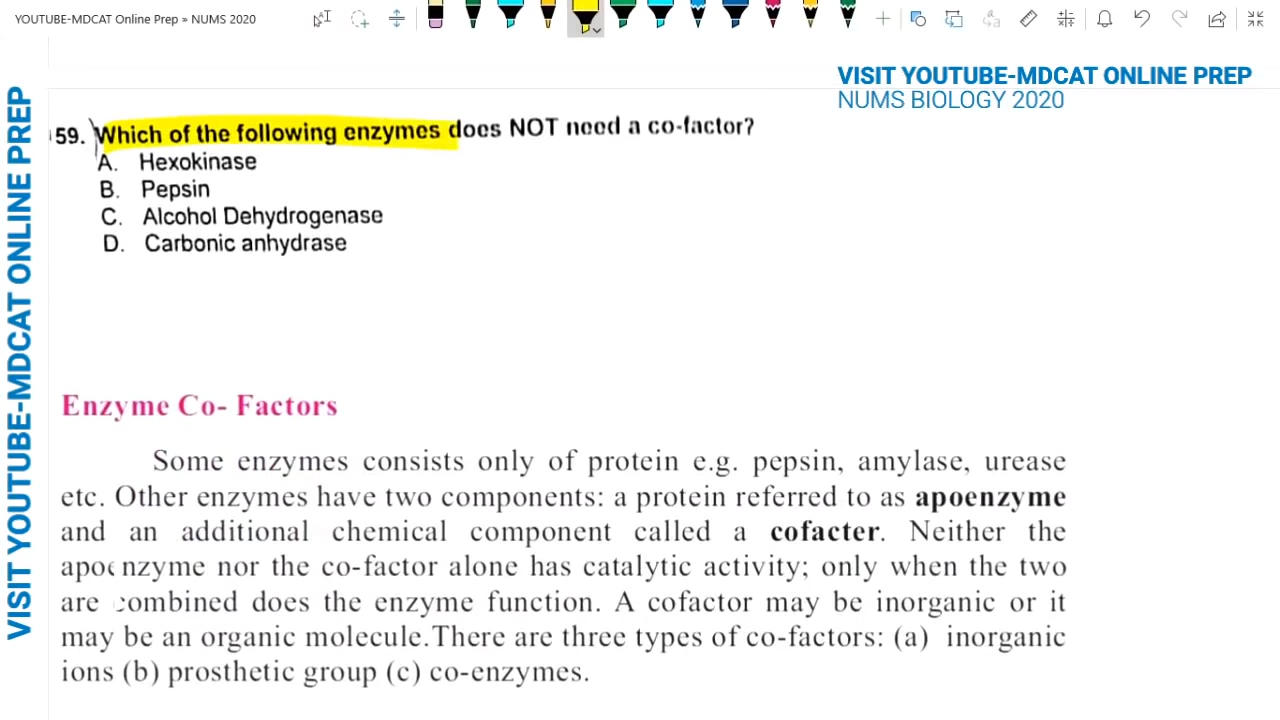 YOUTUBE-MDCAT Online Prep » NUMS 2020
VISIT YOUTUBE-MDCAT ONLINE PREP
NUMS BIOLOGY 2020
VISIT YOUTUBE-MDCAT ONLINE PREP
59. Which of the following enzymes does NOT need a co-factor?
A. Hexokinase
B. Pepsin
C. Alcohol Dehydrogenase
D. Carbonic anhydrase
Enzyme Co- Factors
Some enzymes consists only of protein e.g. pepsin, amylase, urease
etc. Other enzymes have two components: a protein referred to as apoenzyme
and an additional chemical component called a cofacter. Neither the
apoenzyme nor the co-factor alone has catalytic activity; only when the two
are combined does the enzyme function. A cofactor may be inorganic or it
may be an organic molecule.There are three types of co-factors: (a) inorganic
ions (b) prosthetic group (c) co-enzymes.